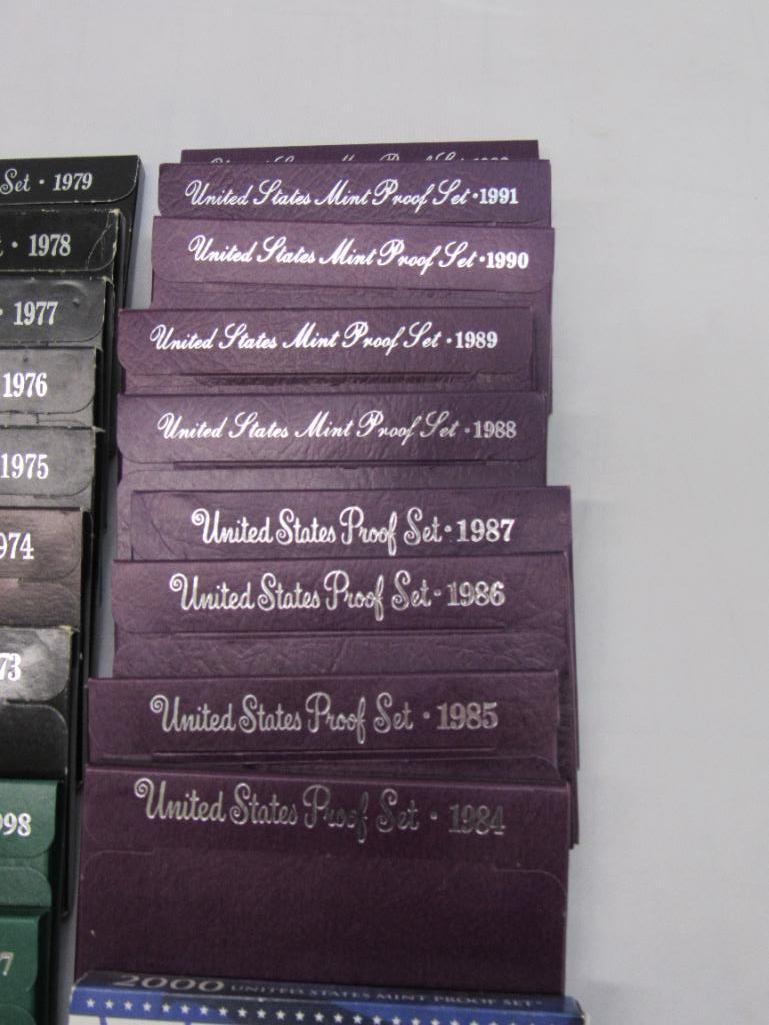 Set · 1979
· 1978
· 1977
1976
1975
974
73
98
7
United States Mint Proof Set · 1991
United States Mint Proof Set · 1990
United States Mint Proof Set · 1989
United States Mint Proof Set · 1988
United States Proof Set · 1987
United States Proof Set · 1986
United States Proof Set · 1985
United States Proof Set · 1984
2000 UNITED STATES MINT PROOF SET